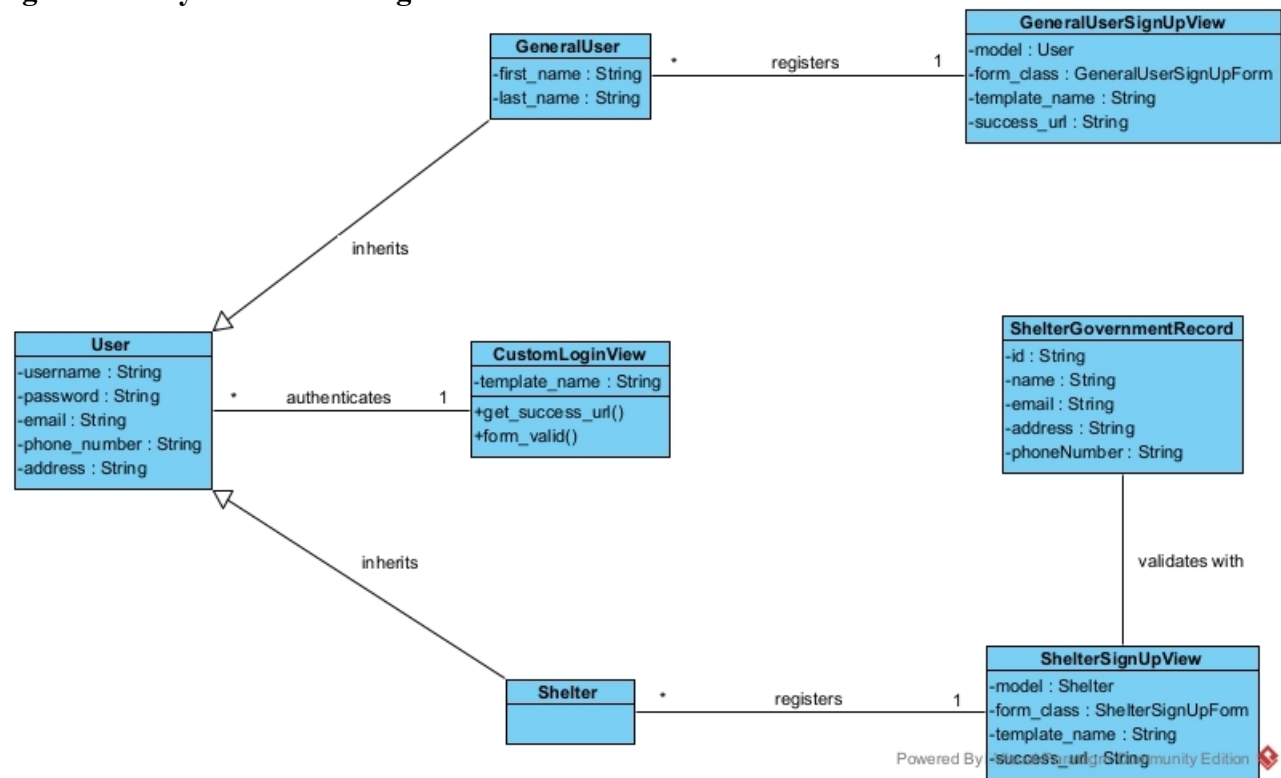 GeneralUser
-first_name : String
-last_name : String
* registers 1
GeneralUserSignUpView
-model : User
-form_class : GeneralUserSignUpForm
-template_name : String
-success_url : String
inherits
User
-username : String
-password : String
-email : String
-phone_number : String
-address : String
* authenticates 1
CustomLoginView
-template_name : String
+get_success_url()
+form_valid()
ShelterGovernmentRecord
-id : String
-name : String
-email : String
-address : String
-phoneNumber : String
inherits
validates with
Shelter
* registers 1
ShelterSignUpView
-model : Shelter
-form_class : ShelterSignUpForm
-template_name : String
-success_url : String
Powered By Community Edition